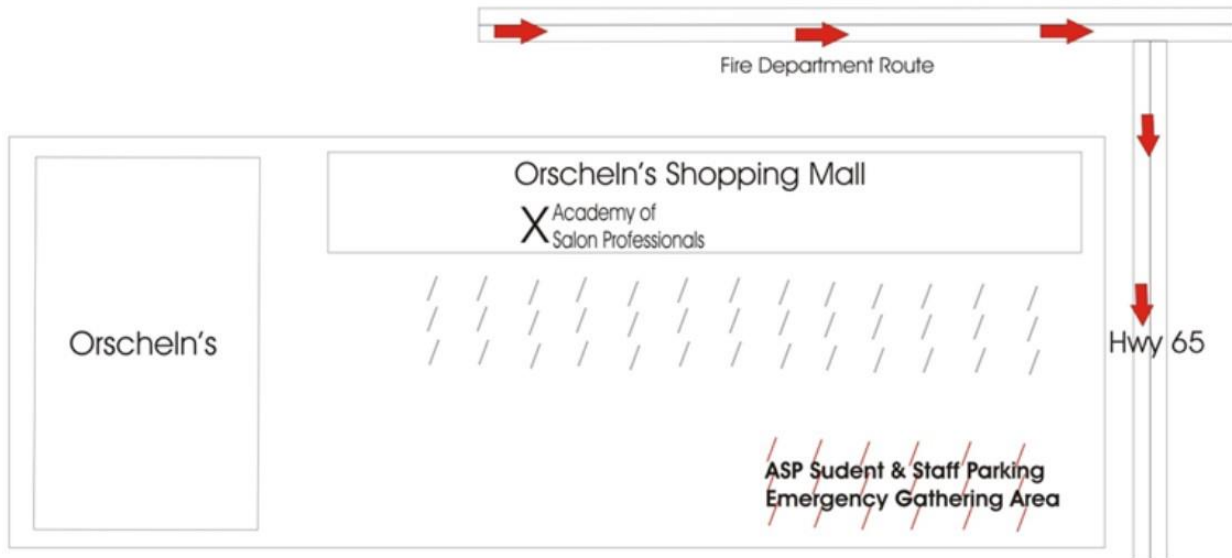 Fire Department Route
Orscheln's Shopping Mall
X Academy of
Salon Professionals
Orscheln's
Hwy 65
ASP Sudent & Staff Parking
Emergency Gathering Area